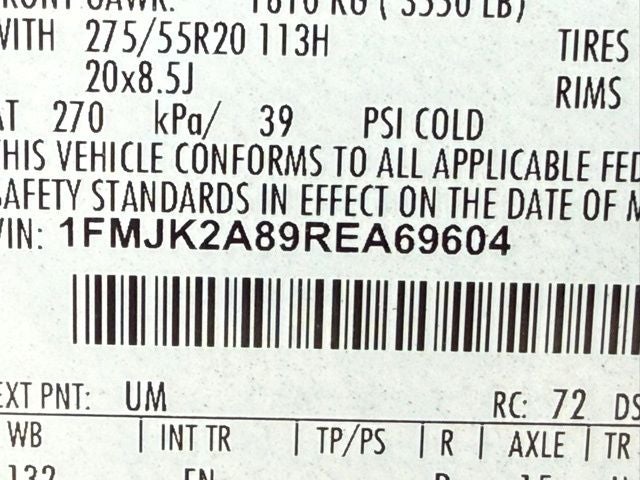 1610 KG ( 3550 LB)
WITH 275/55R20 113H TIRES
20x8.5J RIMS
AT 270 kPa/ 39 PSI COLD
THIS VEHICLE CONFORMS TO ALL APPLICABLE FED
SAFETY STANDARDS IN EFFECT ON THE DATE OF M
VIN: 1FMJK2A89REA69604
EXT PNT: UM RC: 72 DS
WB | INT TR | TP/PS | R | AXLE | TR
132